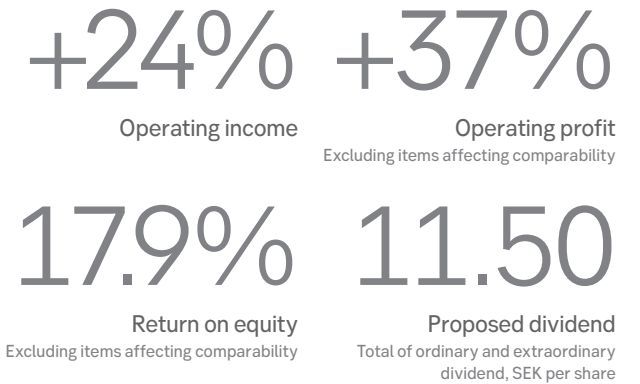 +24%
Operating income
+37%
Operating profit
Excluding items affecting comparability
17.9%
Return on equity
Excluding items affecting comparability
11.50
Proposed dividend
Total of ordinary and extraordinary
dividend, SEK per share